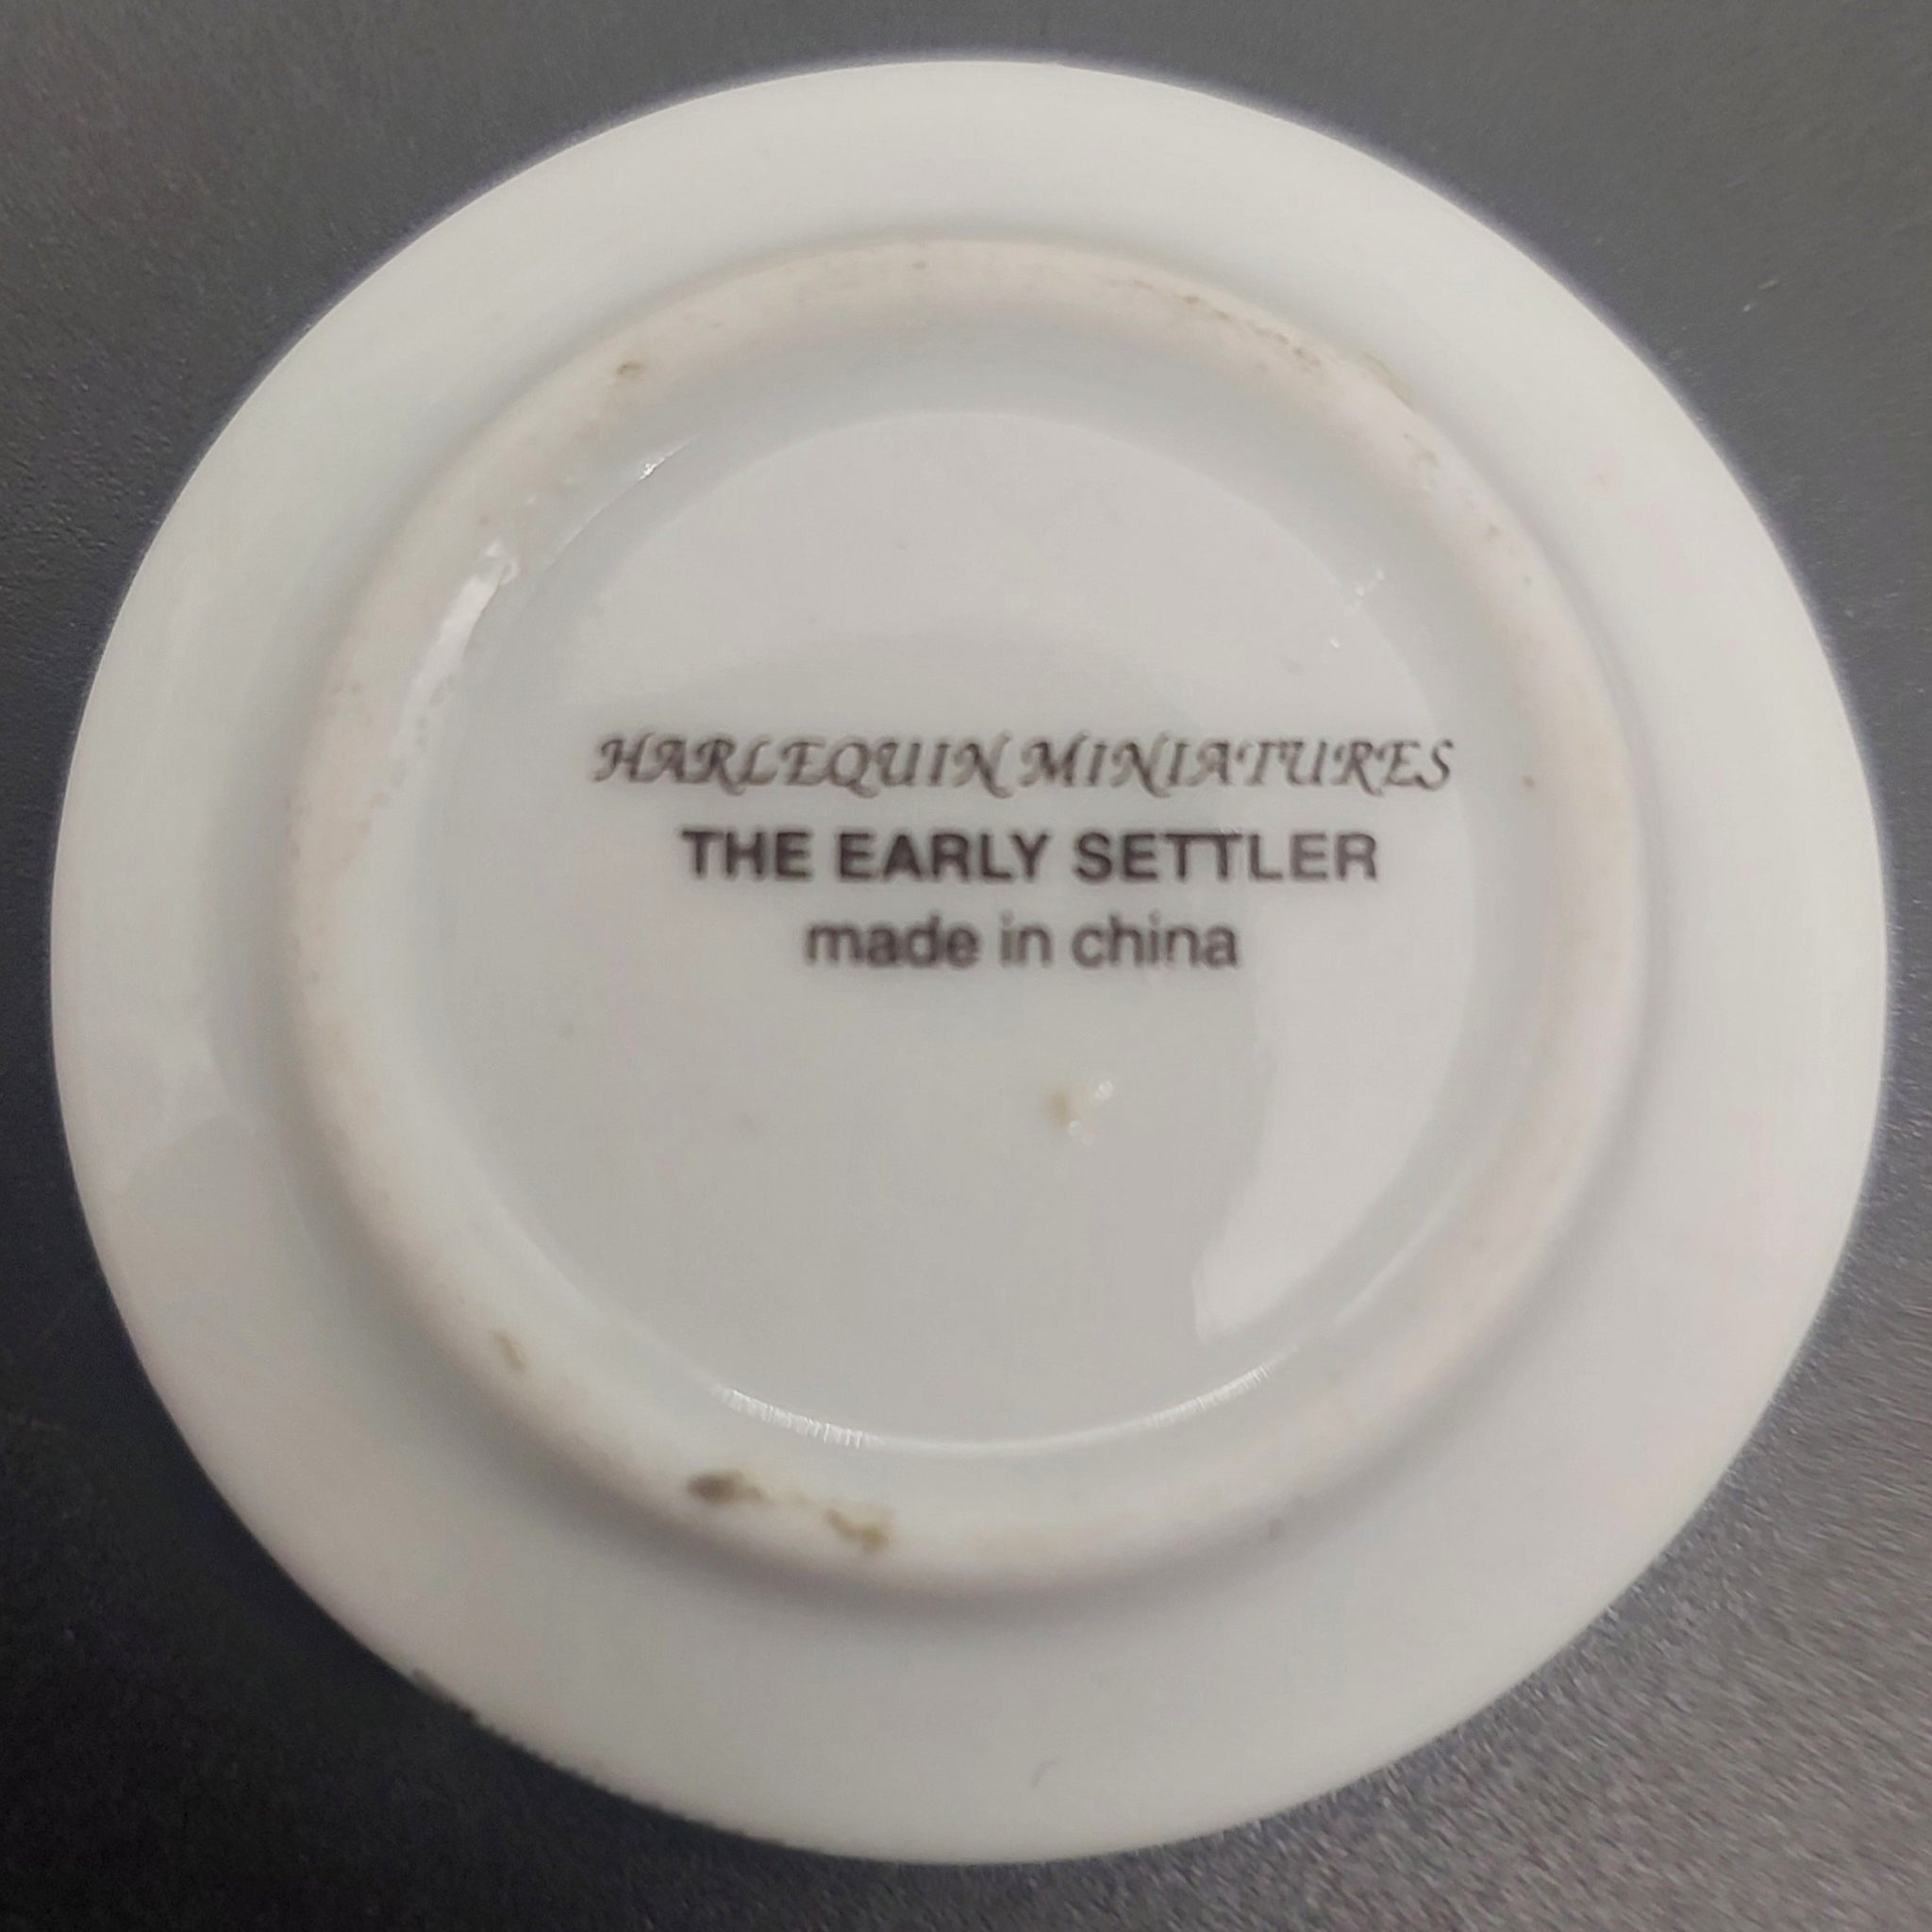 HARLEQUIN MINIATURES
THE EARLY SETTLER
made in china